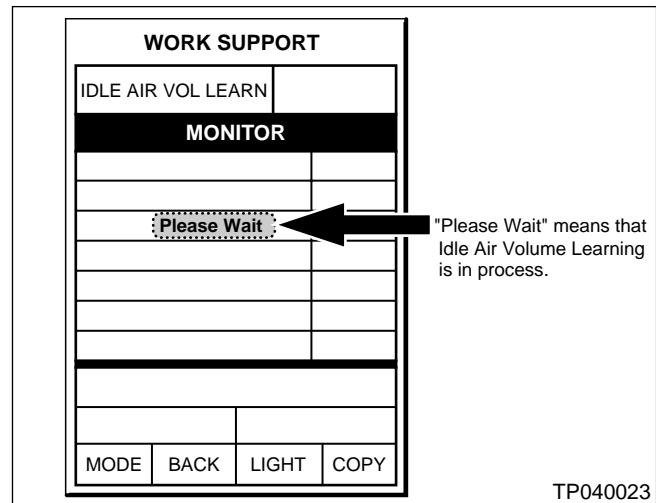 WORK SUPPORT
IDLE AIR VOL LEARN
MONITOR
Please Wait
"Please Wait" means that
Idle Air Volume Learning
is in process.
MODE BACK LIGHT COPY
TP040023